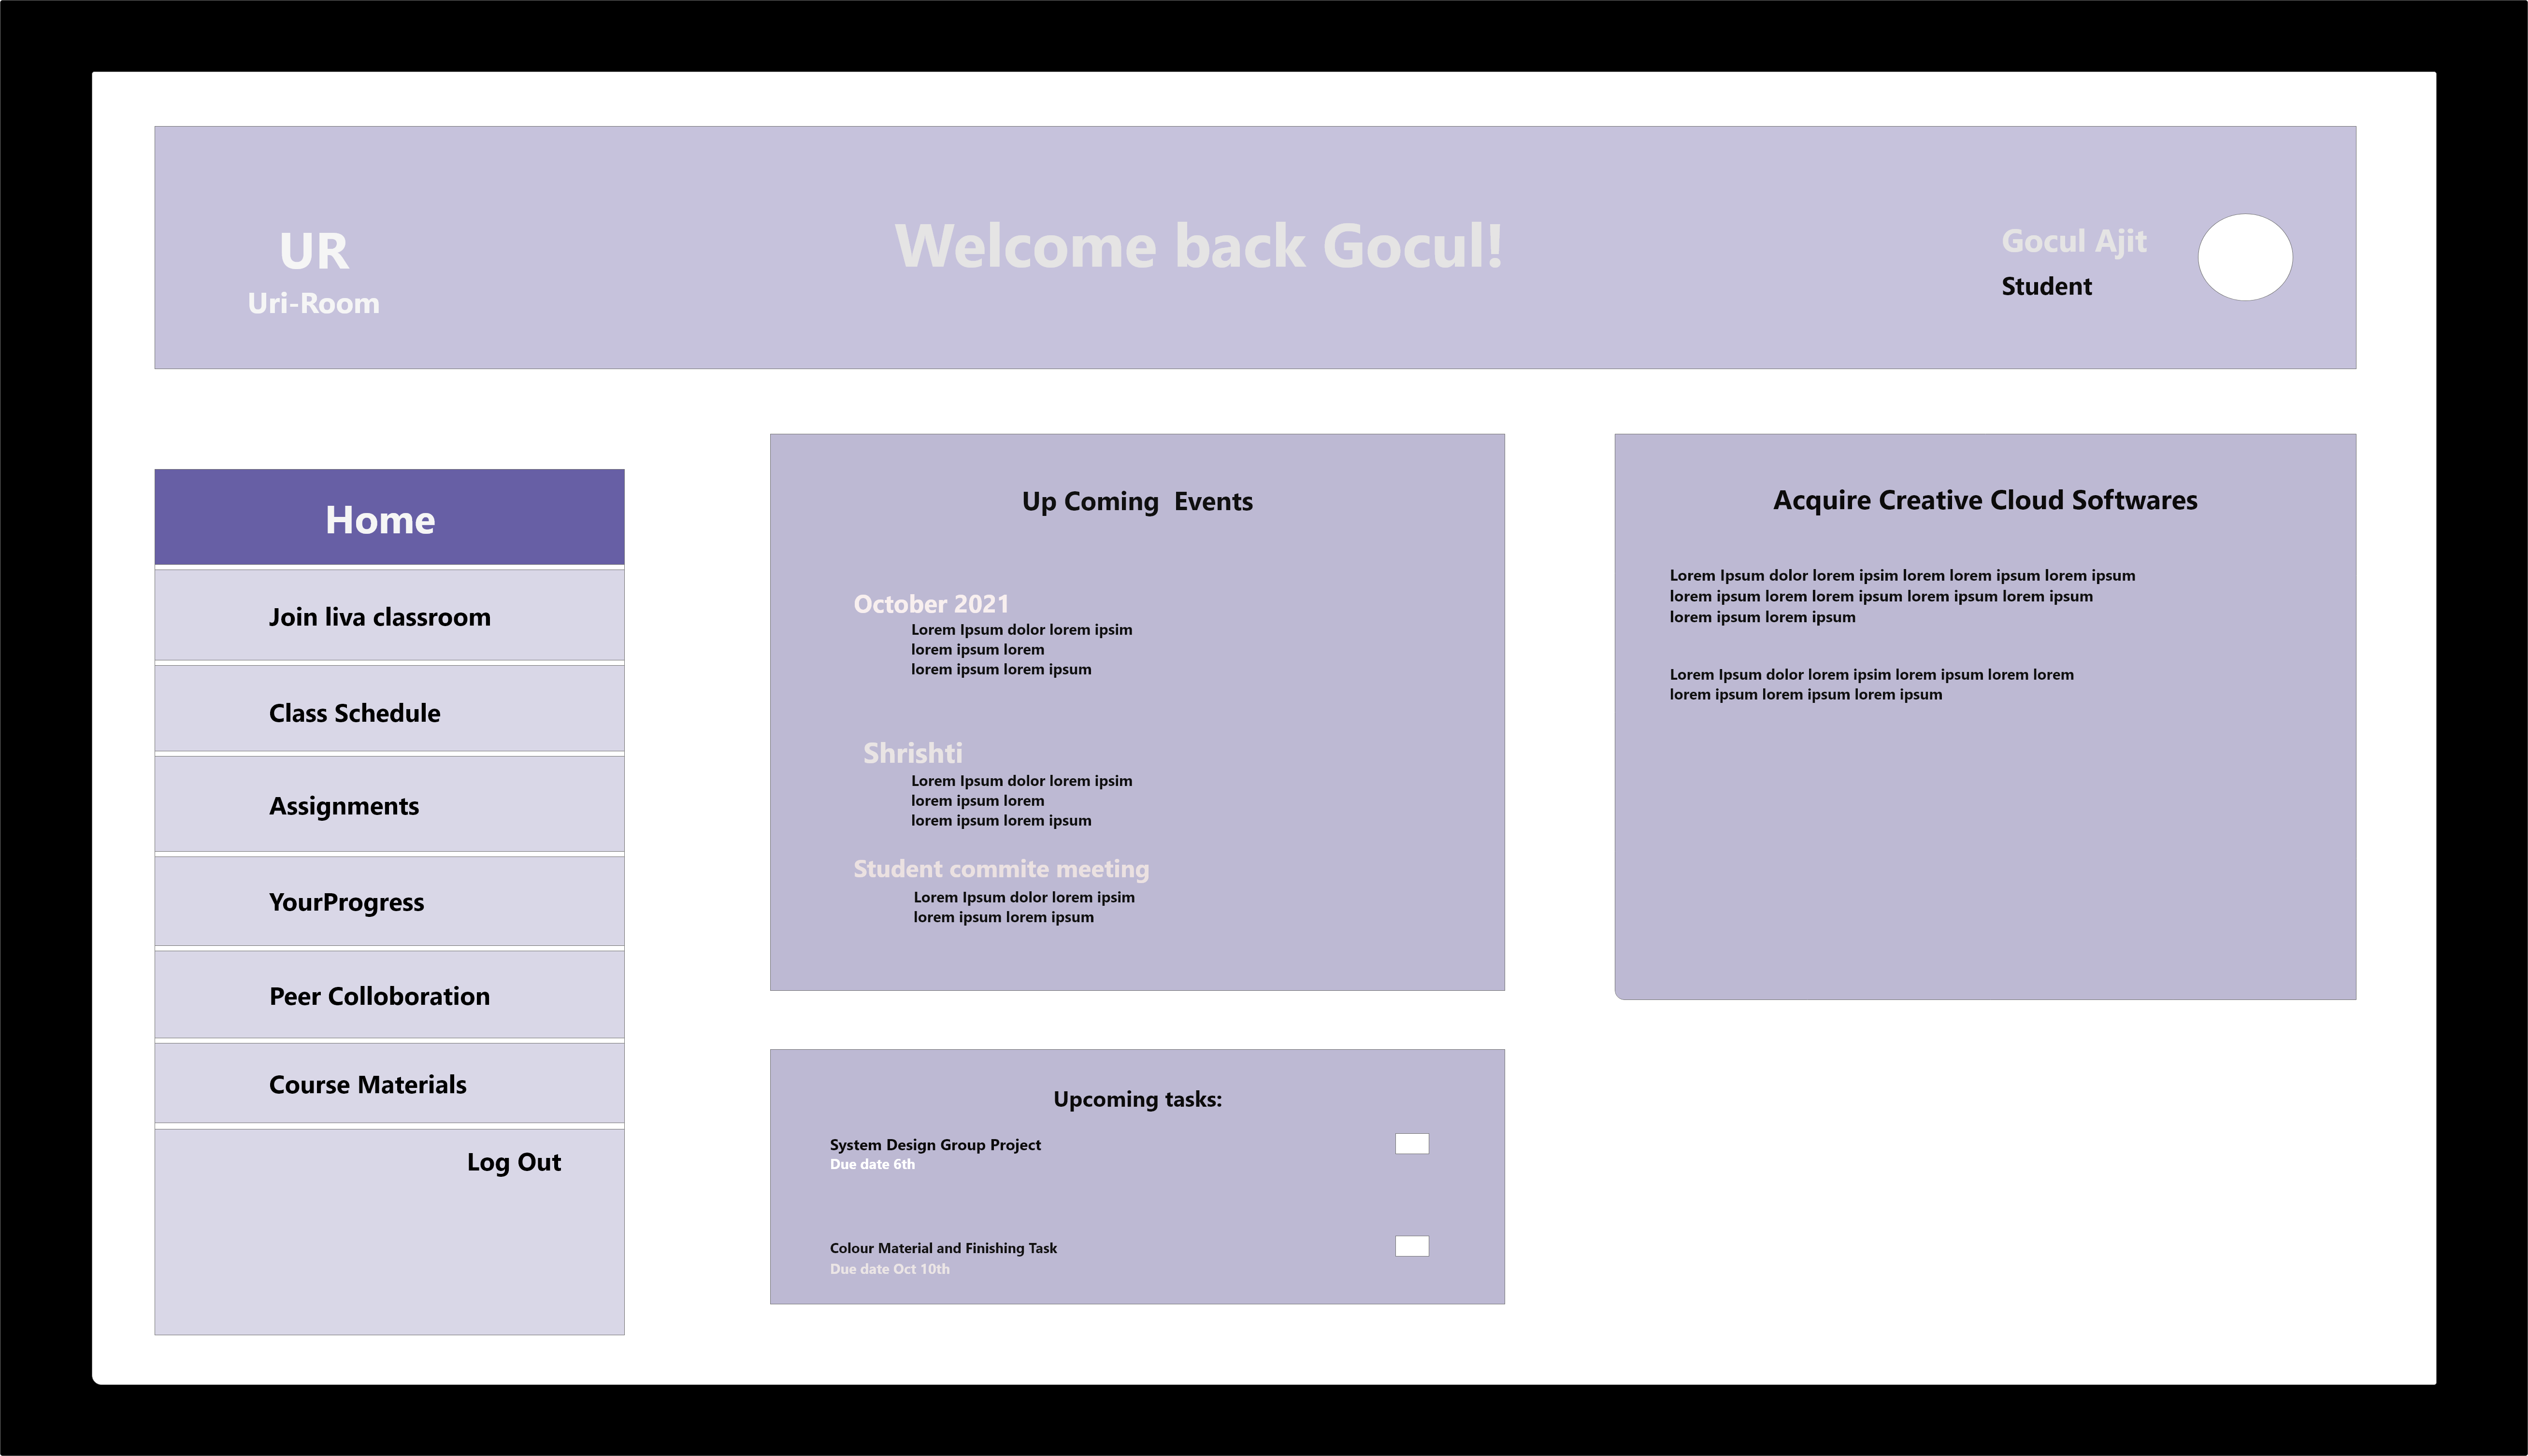 UR
Uri-Room
Welcome back Gocul!
Gocul Ajit
Student
Home
Join liva classroom
Class Schedule
Assignments
YourProgress
Peer Colloboration
Course Materials
Log Out
Up Coming  Events
October 2021
Lorem Ipsum dolor lorem ipsim
lorem ipsum lorem
lorem ipsum lorem ipsum
Shrishti
Lorem Ipsum dolor lorem ipsim
lorem ipsum lorem
lorem ipsum lorem ipsum
Student commite meeting
Lorem Ipsum dolor lorem ipsim
lorem ipsum lorem ipsum
Acquire Creative Cloud Softwares
Lorem Ipsum dolor lorem ipsim lorem lorem ipsum lorem ipsum
lorem ipsum lorem lorem ipsum lorem ipsum lorem ipsum
lorem ipsum lorem ipsum
Lorem Ipsum dolor lorem ipsim lorem ipsum lorem lorem
lorem ipsum lorem ipsum lorem ipsum
Upcoming tasks:
System Design Group Project
Due date 6th
Colour Material and Finishing Task
Due date Oct 10th